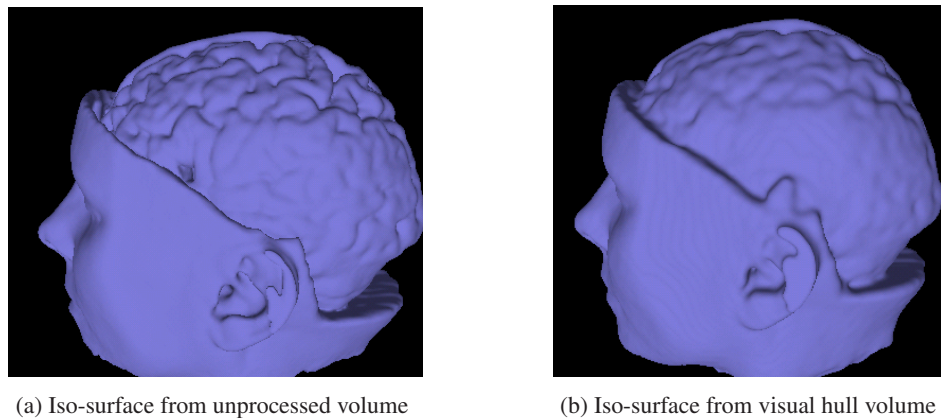 (a) Iso-surface from unprocessed volume
(b) Iso-surface from visual hull volume